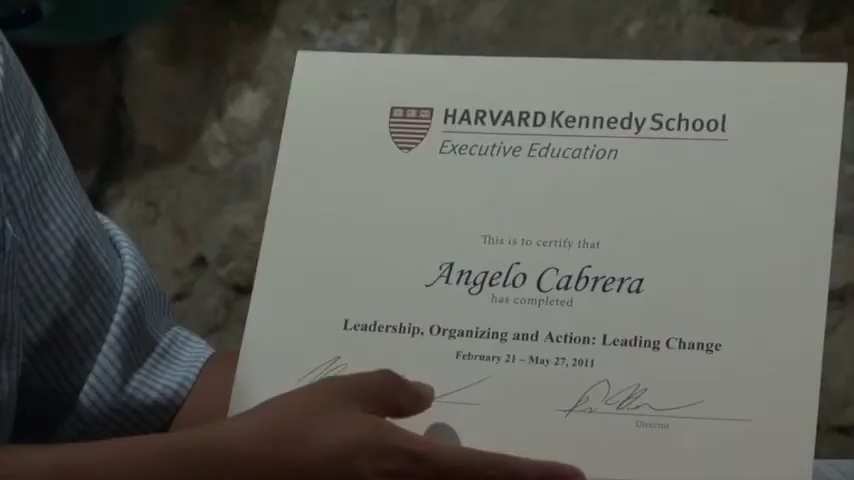 HARVARD Kennedy School
Executive Education
This is to certify that
Angelo Cabrera
has completed
Leadership, Organizing and Action: Leading Change
February 21 – May 27, 2011
Director